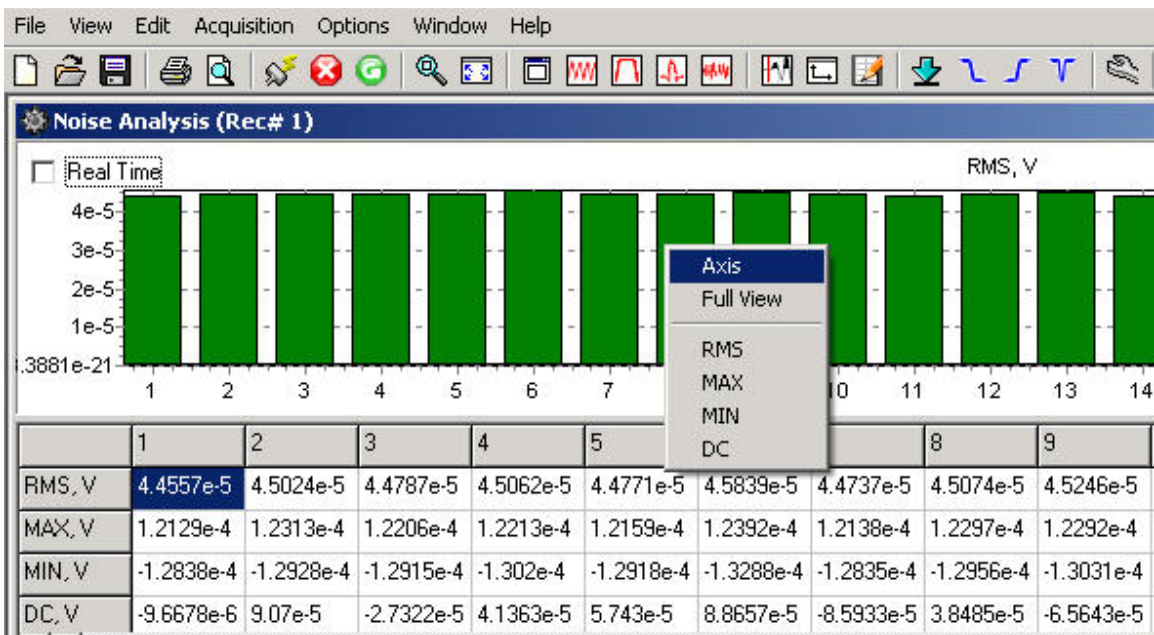 File View Edit Acquisition Options Window Help
Noise Analysis (Rec# 1)
Real Time
RMS, V
4e-5
3e-5
2e-5
1e-5
.3881e-21
1 2 3 4 5 6 7 10 11 12 13 14
Axis
Full View
RMS
MAX
MIN
DC
1 2 3 4 5 8 9
RMS, V 4.4557e-5 4.5024e-5 4.4787e-5 4.5062e-5 4.4771e-5 4.5839e-5 4.4737e-5 4.5074e-5 4.5246e-5
MAX, V 1.2129e-4 1.2313e-4 1.2206e-4 1.2213e-4 1.2159e-4 1.2392e-4 1.2138e-4 1.2297e-4 1.2292e-4
MIN, V -1.2838e-4 -1.2928e-4 -1.2915e-4 -1.302e-4 -1.2918e-4 -1.3288e-4 -1.2835e-4 -1.2956e-4 -1.3031e-4
DC, V -9.6678e-6 9.07e-5 -2.7322e-5 4.1363e-5 5.743e-5 8.8657e-5 -8.5933e-5 3.8485e-5 -6.5643e-5